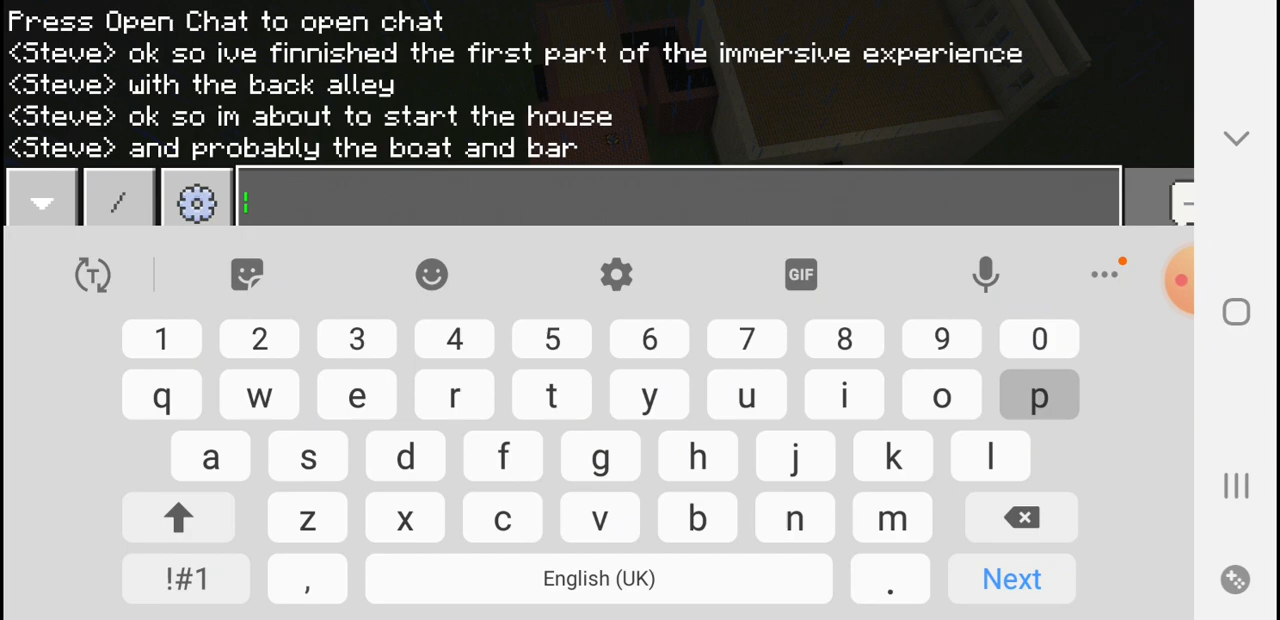 Press Open Chat to open chat
<Steve> ok so ive finnished the first part of the immersive experience
<Steve> with the back alley
<Steve> ok so im about to start the house
<Steve> and probably the boat and bar
/
T GIF
1 2 3 4 5 6 7 8 9 0
q w e r t y u i o p
a s d f g h j k l
z x c v b n m
!#1 , English (UK) . Next